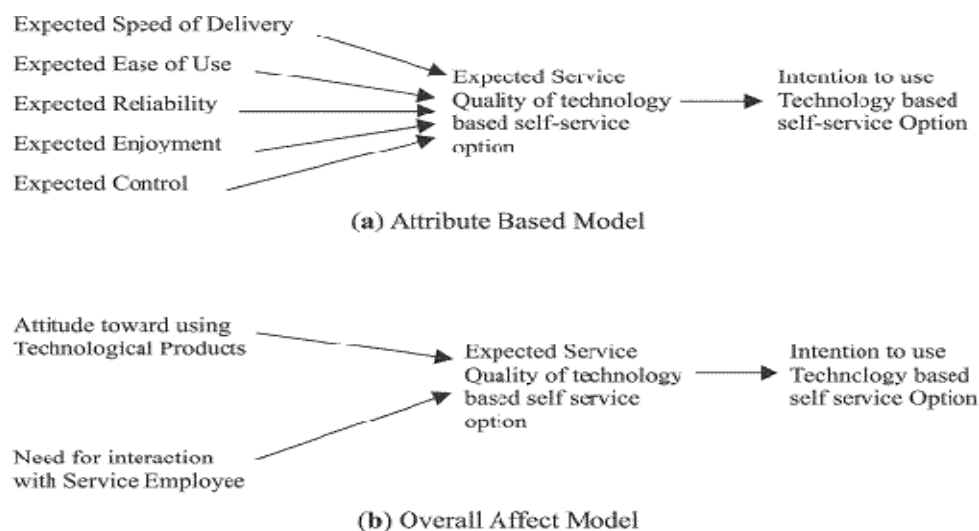 Expected Speed of Delivery
Expected Ease of Use
Expected Reliability
Expected Enjoyment
Expected Control
Expected Service
Quality of technology
based self-service
option
Intention to use
Technology based
self-service Option
(a) Attribute Based Model
Attitude toward using
Technological Products
Need for interaction
with Service Employee
Expected Service
Quality of technology
based self service
option
Intention to use
Technology based
self service Option
(b) Overall Affect Model